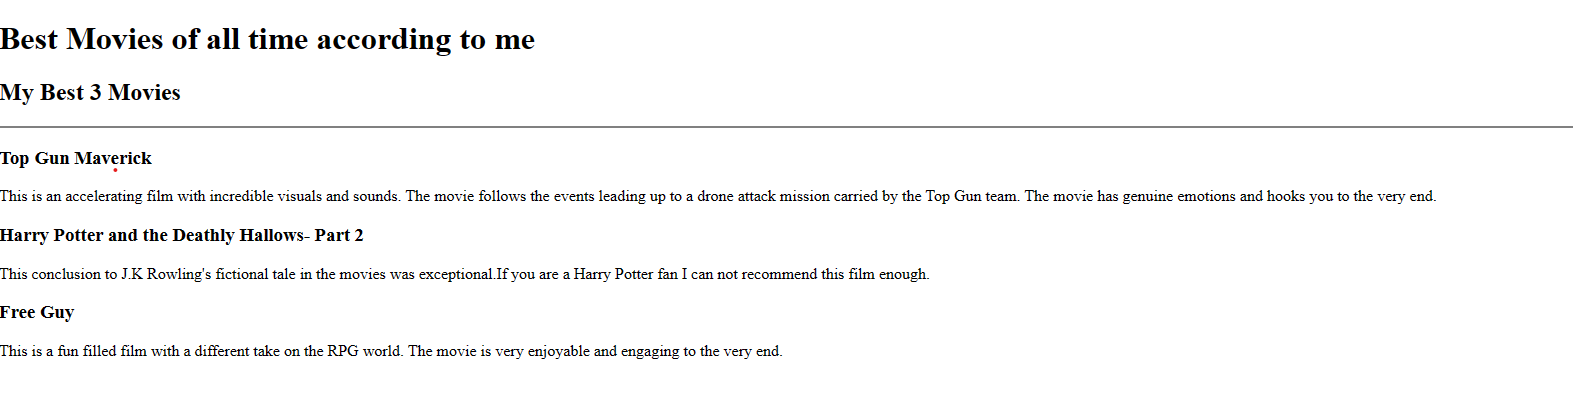 Best Movies of all time according to me
My Best 3 Movies
Top Gun Maverick
This is an accelerating film with incredible visuals and sounds. The movie follows the events leading up to a drone attack mission carried by the Top Gun team. The movie has genuine emotions and hooks you to the very end.
Harry Potter and the Deathly Hallows- Part 2
This conclusion to J.K Rowling's fictional tale in the movies was exceptional.If you are a Harry Potter fan I can not recommend this film enough.
Free Guy
This is a fun filled film with a different take on the RPG world. The movie is very enjoyable and engaging to the very end.